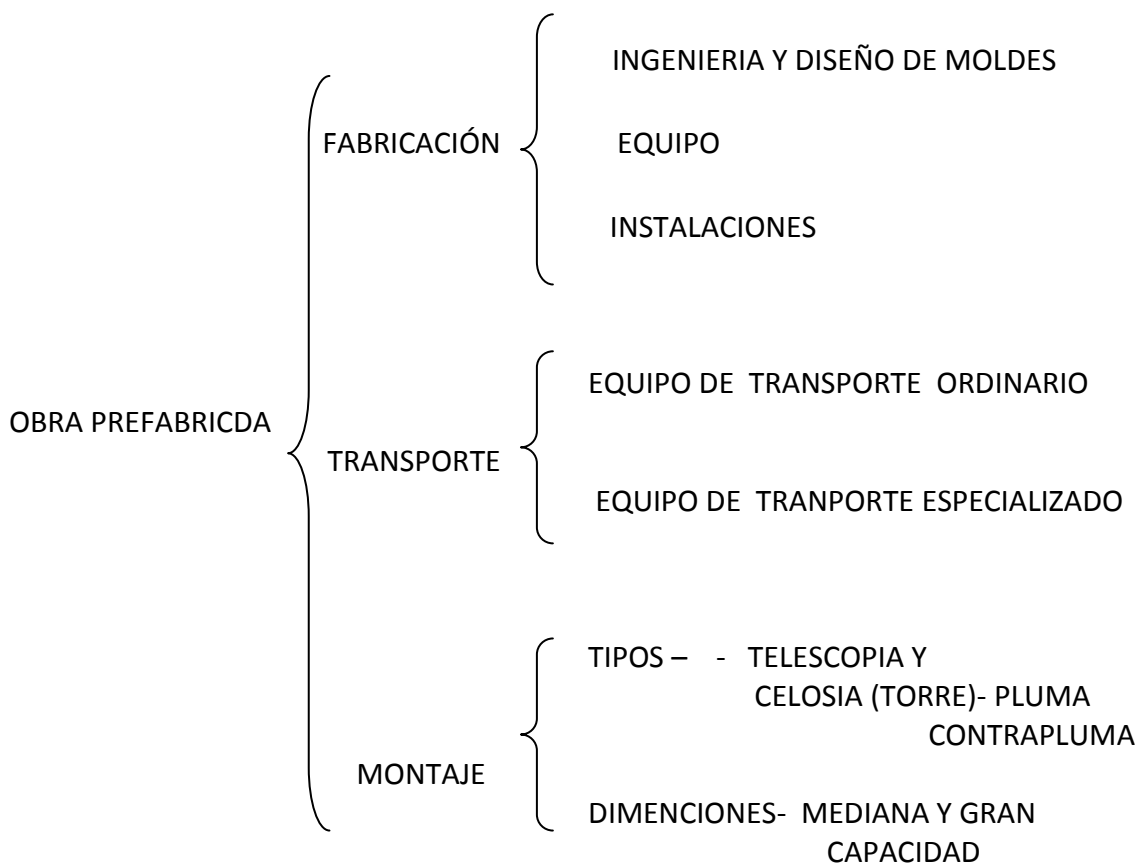 OBRA PREFABRICDA
FABRICACIÓN
INGENIERIA Y DISEÑO DE MOLDES
EQUIPO
INSTALACIONES
TRANSPORTE
EQUIPO DE TRANSPORTE ORDINARIO
EQUIPO DE TRANPORTE ESPECIALIZADO
MONTAJE
TIPOS – - TELESCOPIA Y
CELOSIA (TORRE)- PLUMA
CONTRAPLUMA
DIMENCIONES- MEDIANA Y GRAN
CAPACIDAD